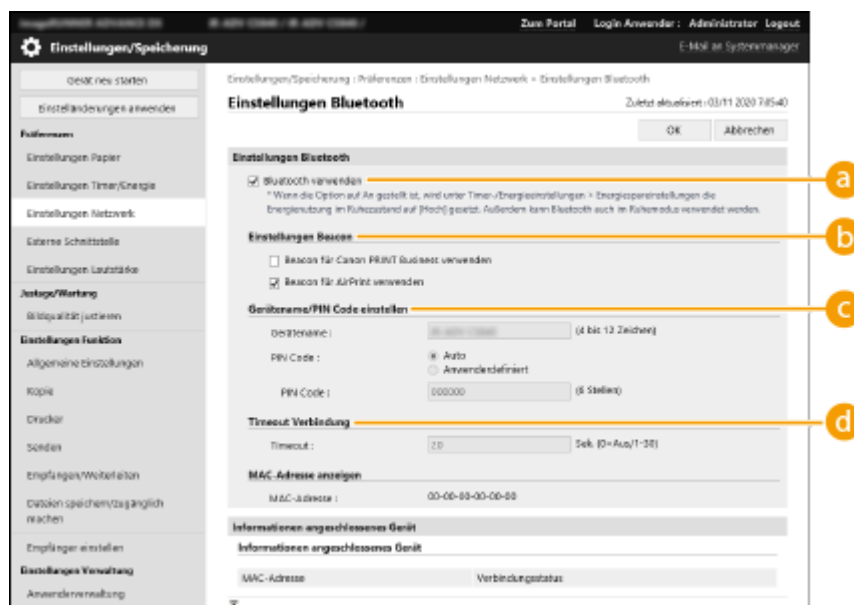 Zum Portal Login Anwender: Administrator Logout
Einstellungen/Speicherung
E-Mail an Systemmanager
Gerät neu starten
Einstelländerungen anwenden
Präferenzen
Einstellungen Papier
Einstellungen Timer/Energie
Einstellungen Netzwerk
Externe Schnittstelle
Einstellungen Lautstärke
Justage/Wartung
Bildqualität justieren
Einstellungen Funktion
Allgemeine Einstellungen
Kopie
Drucker
Senden
Empfangen/Weiterleiten
Dateien speichern/zugänglich
machen
Empfänger einstellen
Einstellungen Verwaltung
Anwenderverwaltung
Einstellungen/Speicherung : Präferenzen : Einstellungen Netzwerk > Einstellungen Bluetooth
Einstellungen Bluetooth
Zuletzt aktualisiert : 03/11 2020 7:05:40
OK Abbrechen
Einstellungen Bluetooth
Bluetooth verwenden
* Wenn die Option auf An gestellt ist, wird unter Timer-/Energieeinstellungen > Energiespareinstellungen die
Energienutzung im Ruhezustand auf [Hoch] gesetzt. Außerdem kann Bluetooth auch im Ruhemodus verwendet werden.
a
Einstellungen Beacon
b
Beacon für Canon PRINT Business verwenden
Beacon für AirPrint verwenden
Gerätename/PIN Code einstellen
c
Gerätename : (4 bis 12 Zeichen)
PIN Code : Auto
Anwenderdefiniert
PIN Code : 000000 (6 Stellen)
Timeout Verbindung
d
Timeout : 20 Sek. (0=Aus/1-30)
MAC-Adresse anzeigen
MAC-Adresse : 00-00-00-00-00-00
Informationen angeschlossenes Gerät
Informationen angeschlossenes Gerät
MAC-Adresse Verbindungsstatus